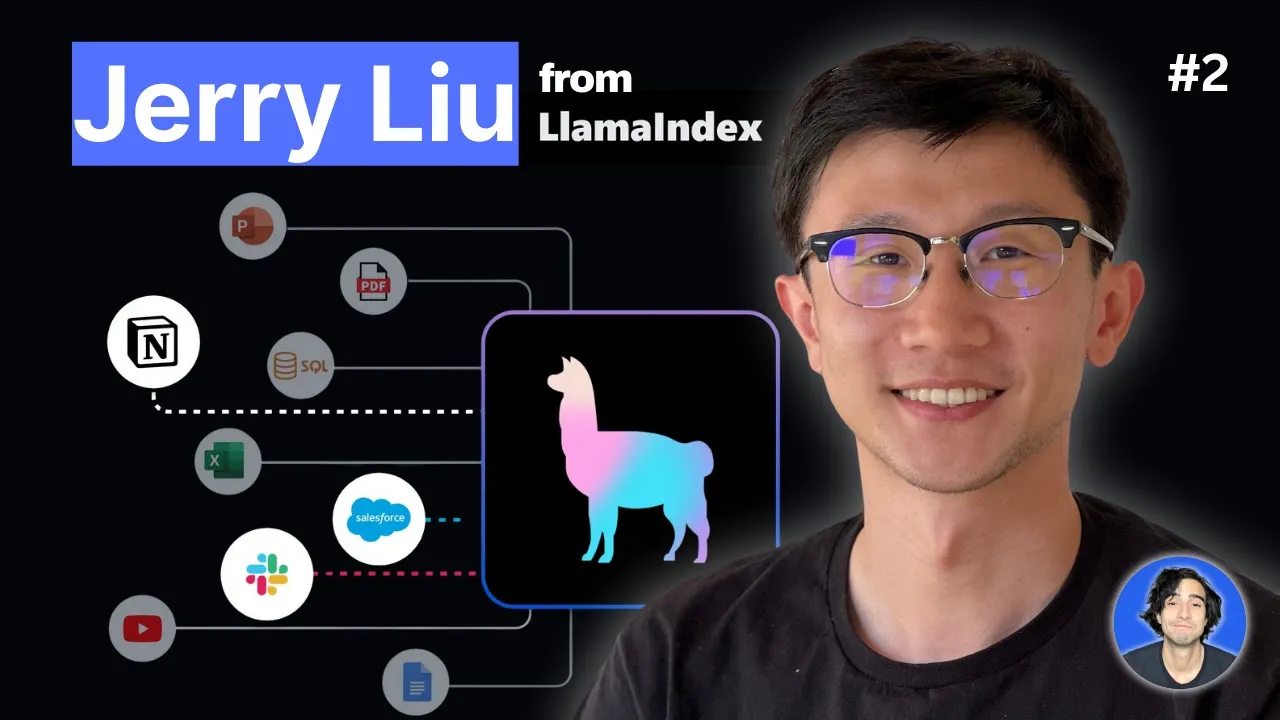 Jerry Liu
from
LlamaIndex
#2
P
PDF
N
SQL
X
salesforce